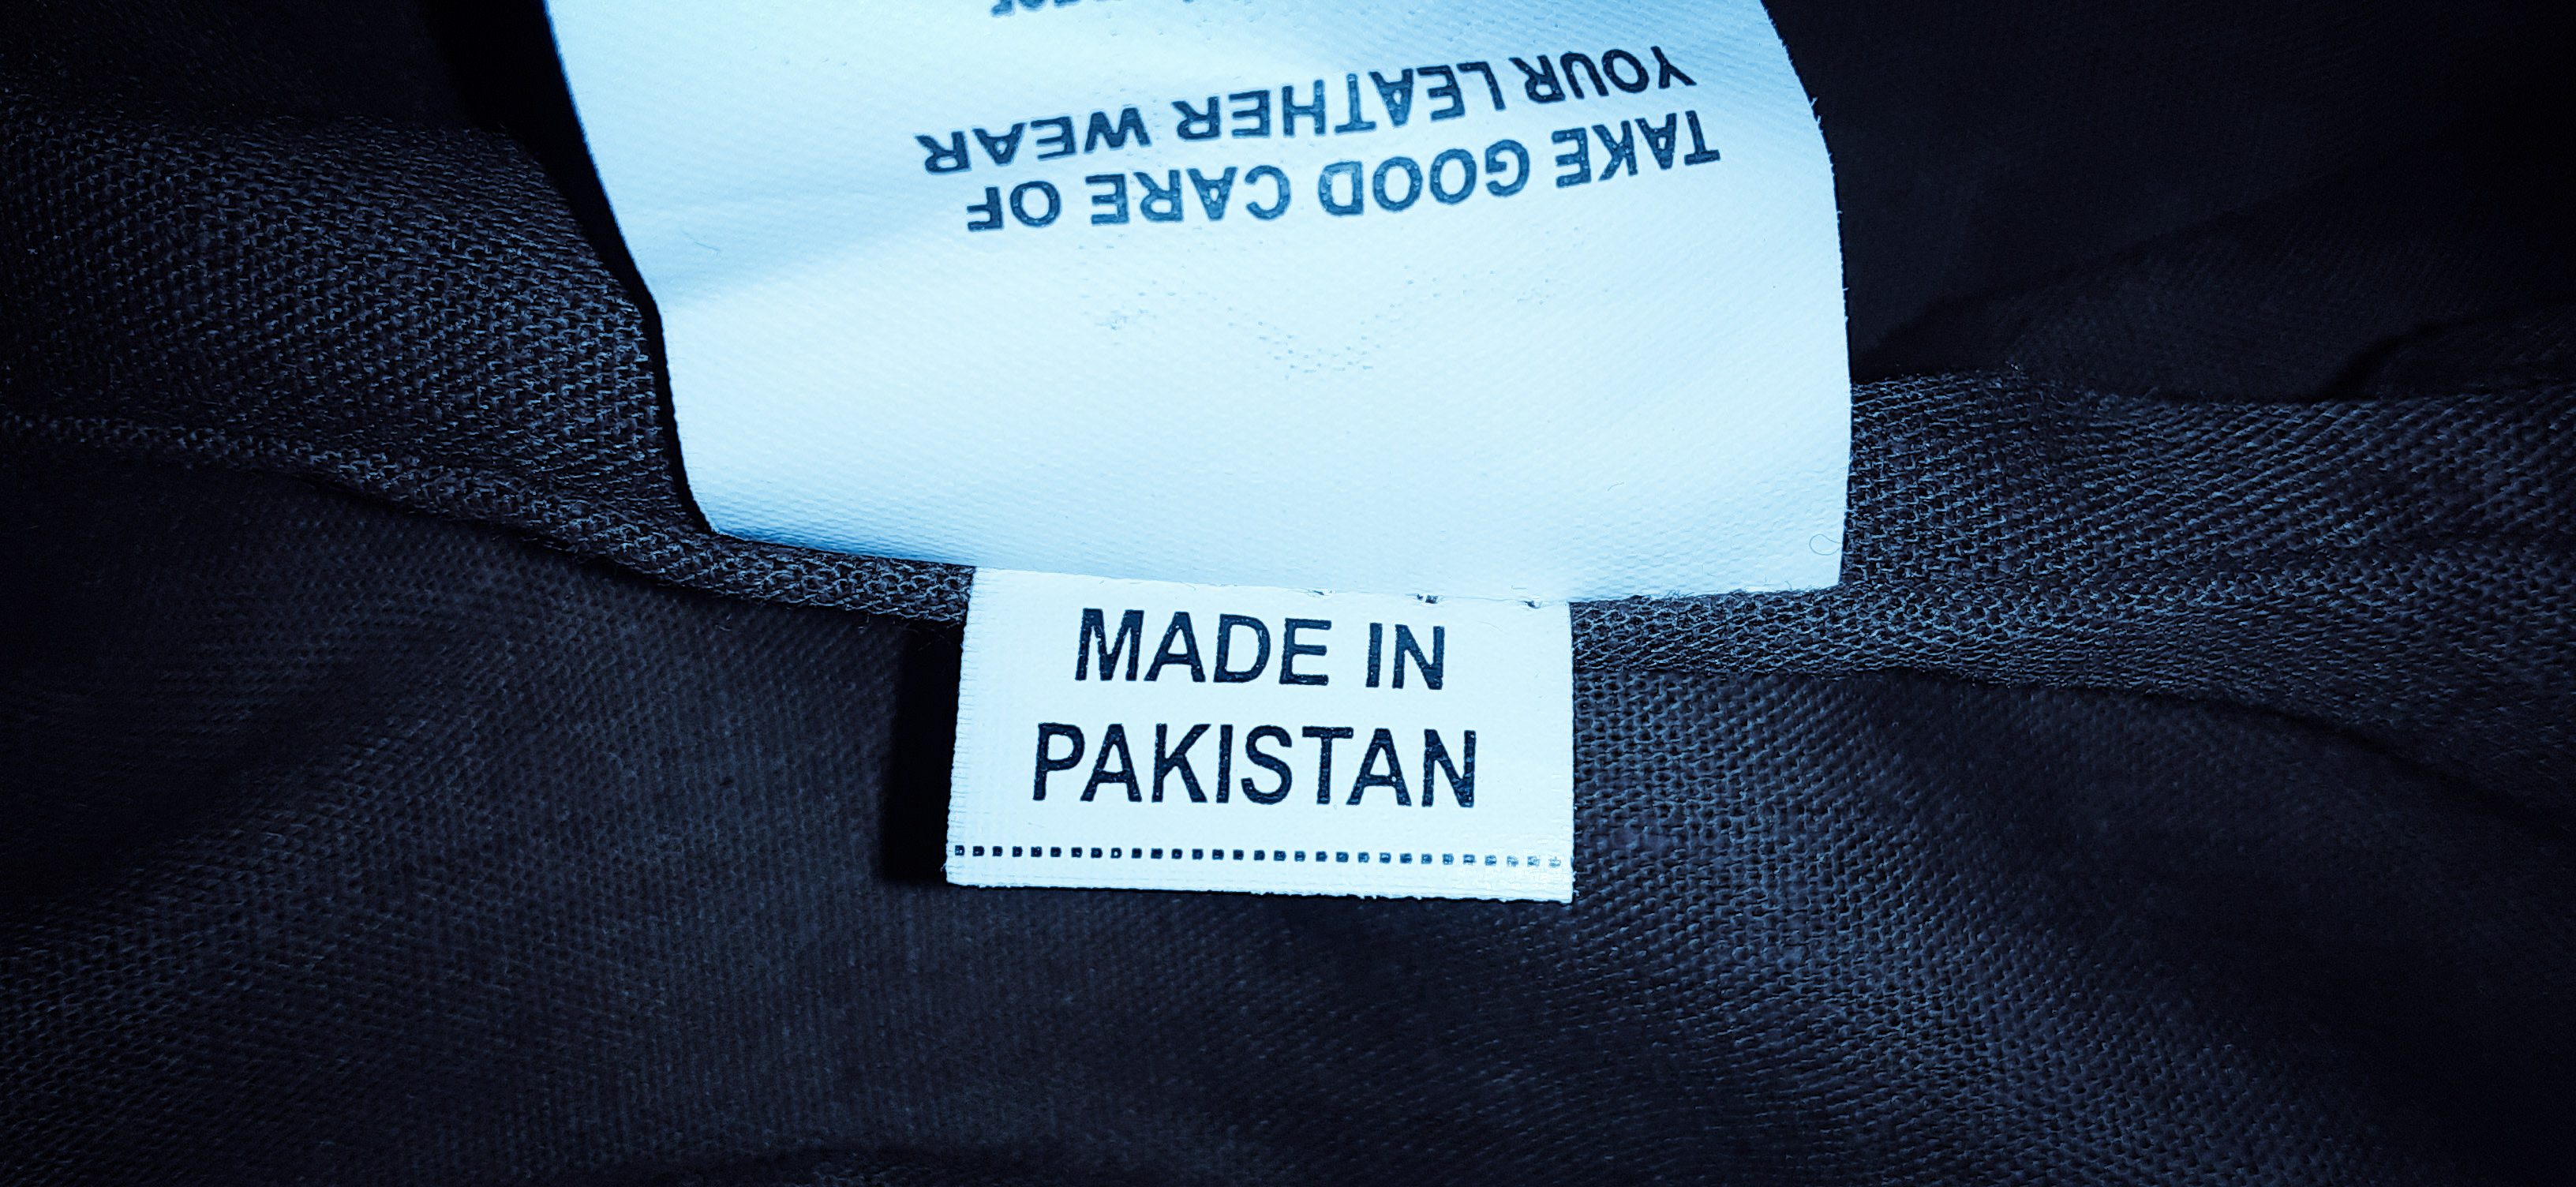 TAKE GOOD CARE OF
YOUR LEATHER WEAR
MADE IN
PAKISTAN